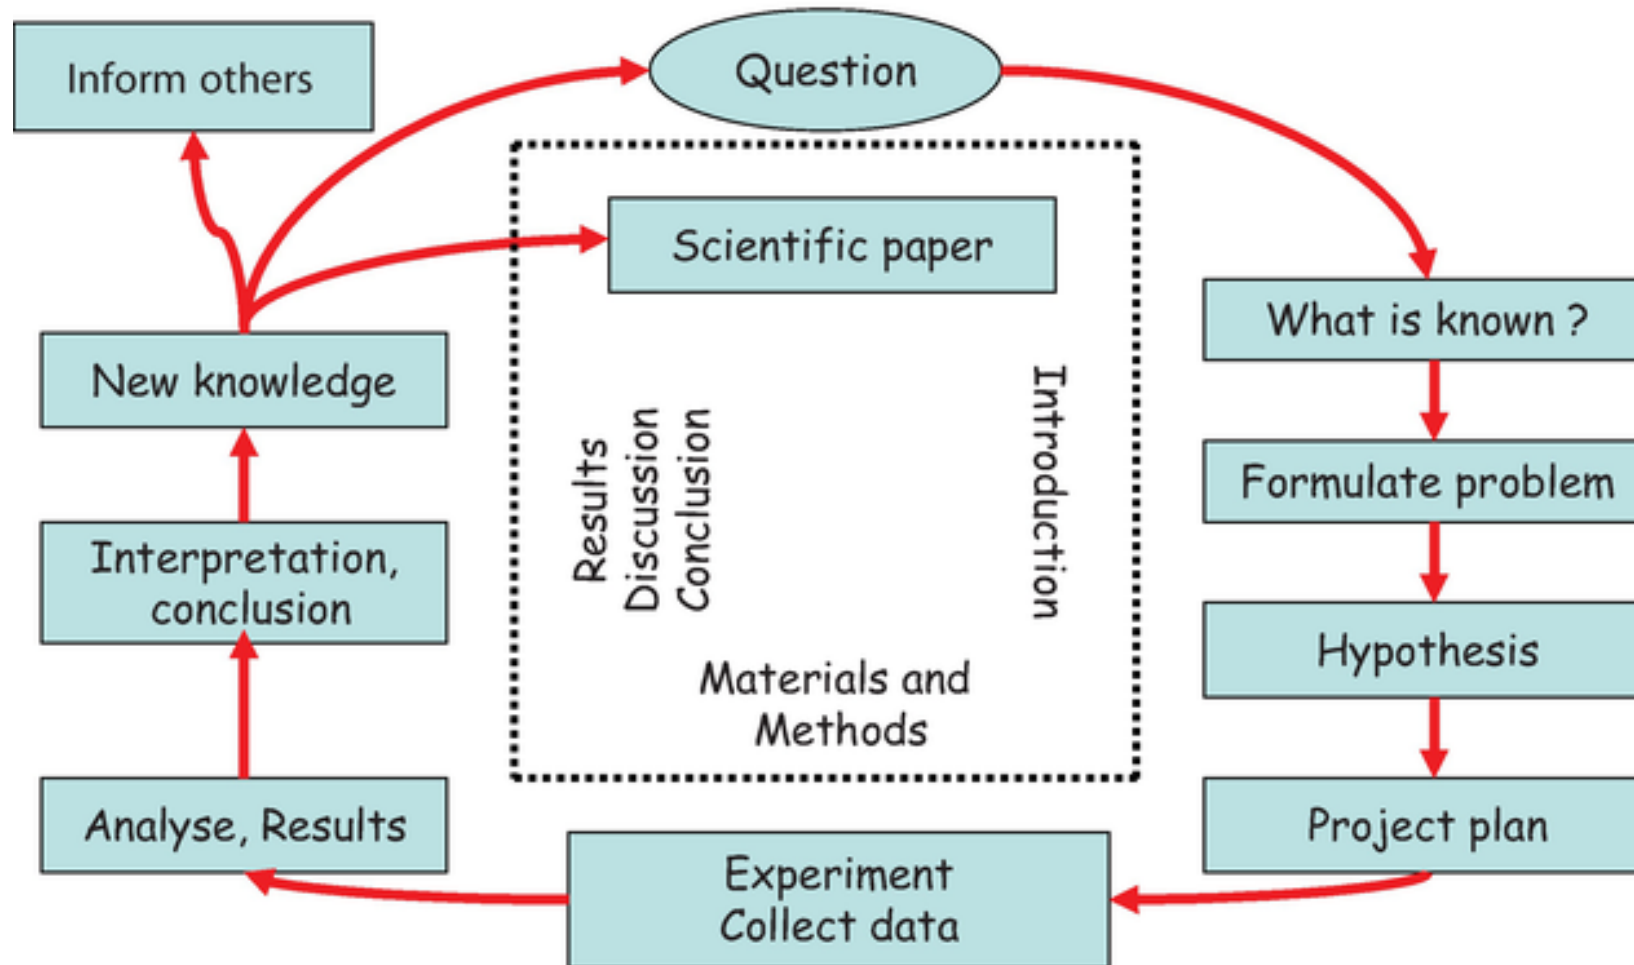 Inform others
Question
Scientific paper
What is known ?
New knowledge
Formulate problem
Introduction
Results
Discussion
Conclusion
Interpretation,
conclusion
Hypothesis
Materials and
Methods
Analyse, Results
Project plan
Experiment
Collect data